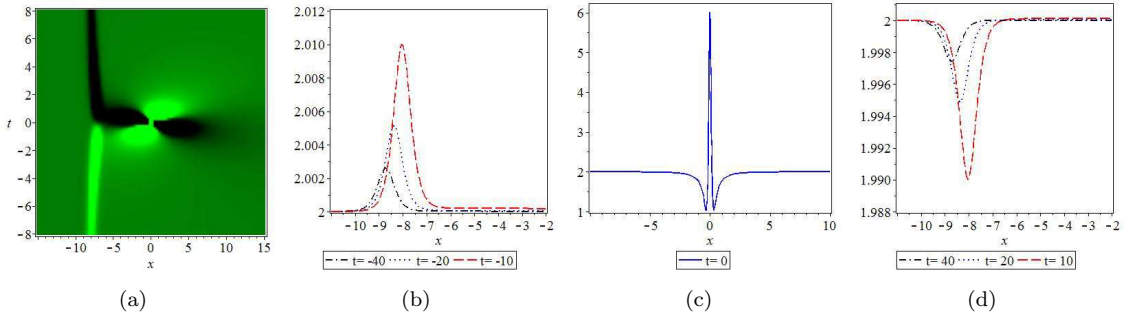 8
6
4
2
t 0
−2
−4
−6
−8
−10 −5 0 5 10 15
x
(a)
2.012
2.010
2.008
2.006
2.004
2.002
2
−10 −9 −8 −7 −6 −5 −4 −3 −2
x
t= -40 t= -20 t= -10
(b)
6
5
4
3
2
1
−5 0 5 10
x
t= 0
(c)
2
1.998
1.996
1.994
1.992
1.990
1.988
−10 −9 −8 −7 −6 −5 −4 −3 −2
x
t= 40 t= 20 t= 10
(d)